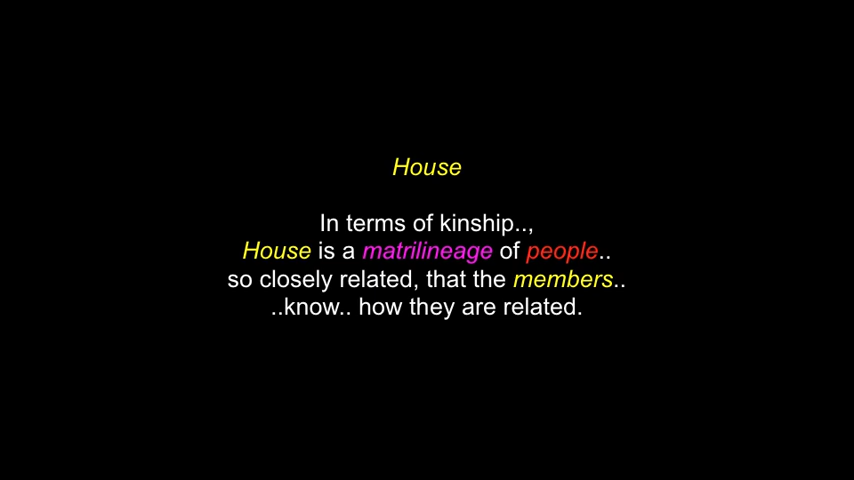 House
In terms of kinship..,
House is a matrilineage of people..
so closely related, that the members..
..know.. how they are related.